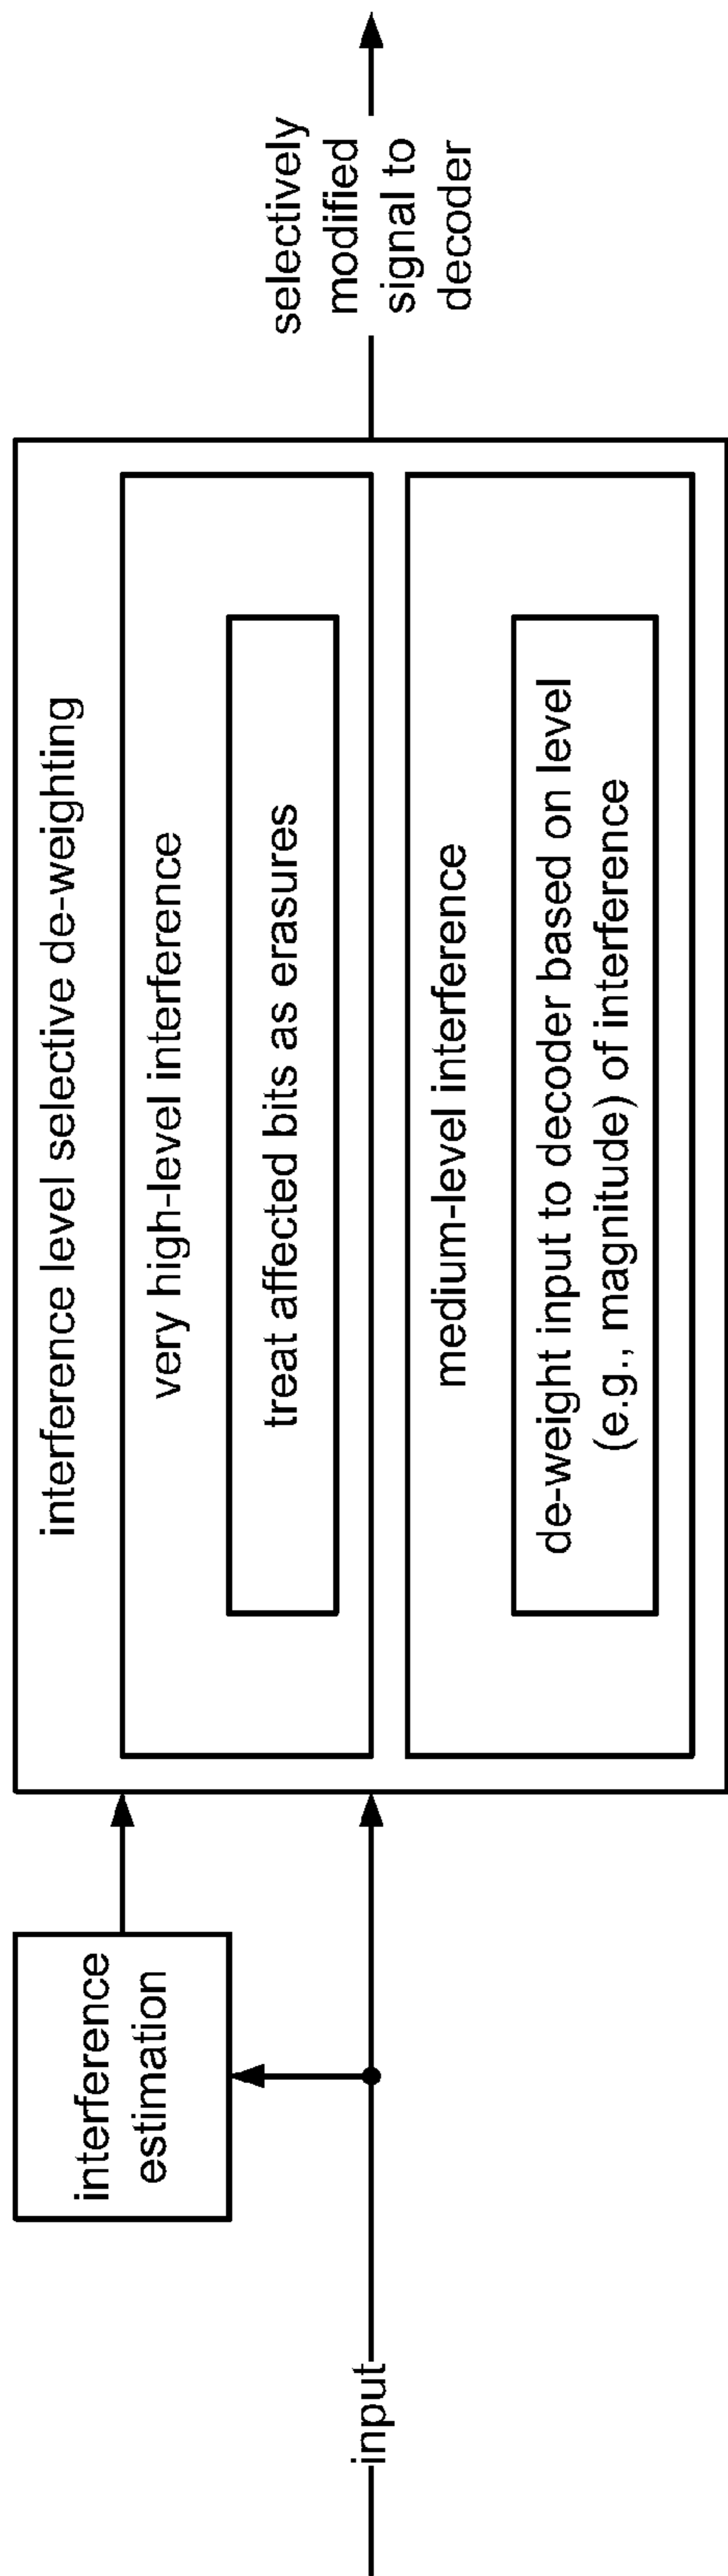 input
interference
estimation
interference level selective de-weighting
very high-level interference
treat affected bits as erasures
medium-level interference
de-weight input to decoder based on level
(e.g., magnitude) of interference
selectively
modified
signal to
decoder